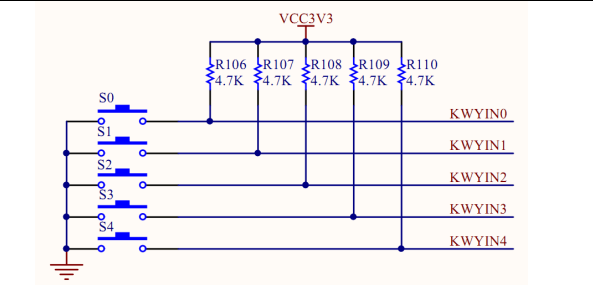 VCC3V3
R106 R107 R108 R109 R110
4.7K 4.7K 4.7K 4.7K 4.7K
S0
KWYIN0
S1
KWYIN1
S2
KWYIN2
S3
KWYIN3
S4
KWYIN4